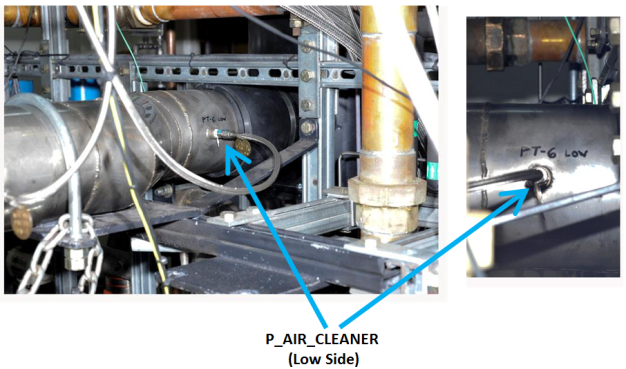 PT-6 LOW
PT-6 LOW
P_AIR_CLEANER
(Low Side)